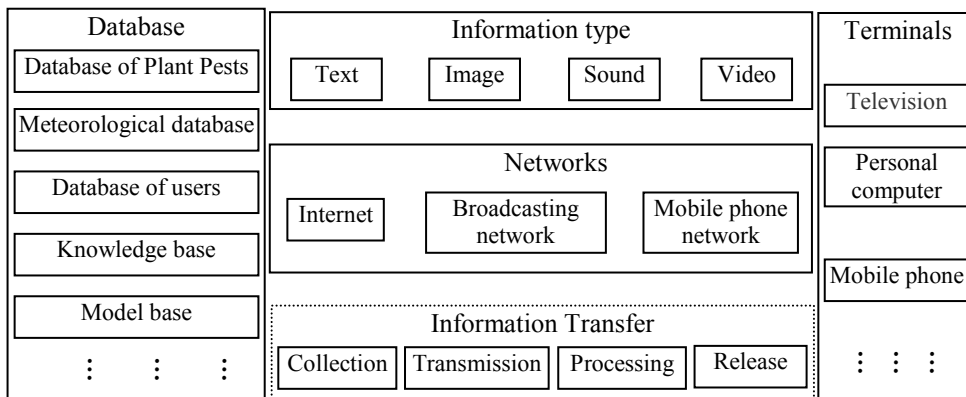 Database
Database of Plant Pests
Meteorological database
Database of users
Knowledge base
Model base
⋮ ⋮ ⋮
Information type
Text
Image
Sound
Video
Networks
Internet
Broadcasting
network
Mobile phone
network
Information Transfer
Collection
Transmission
Processing
Release
Terminals
Television
Personal
computer
Mobile phone
⋮ ⋮ ⋮